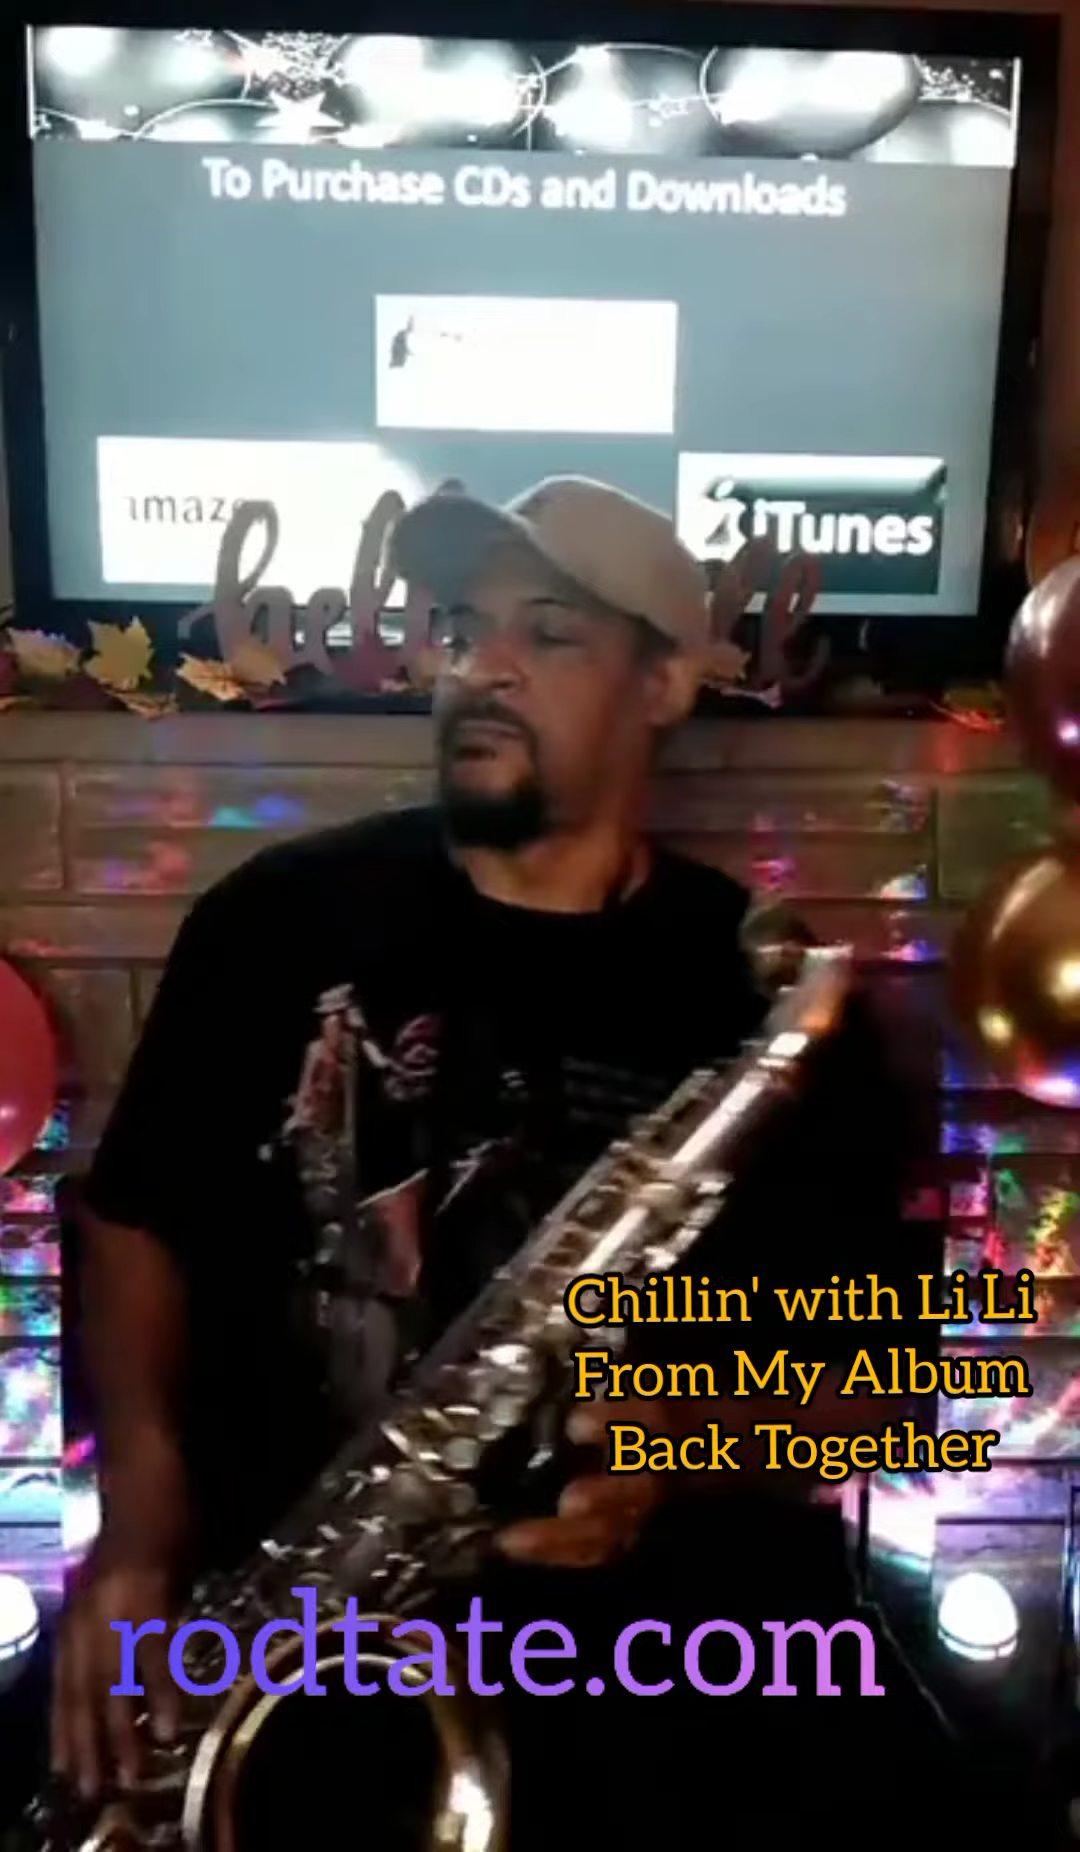 To Purchase CDs and Downloads
iTunes
Chillin' with Li Li
From My Album
Back Together
rodtate.com